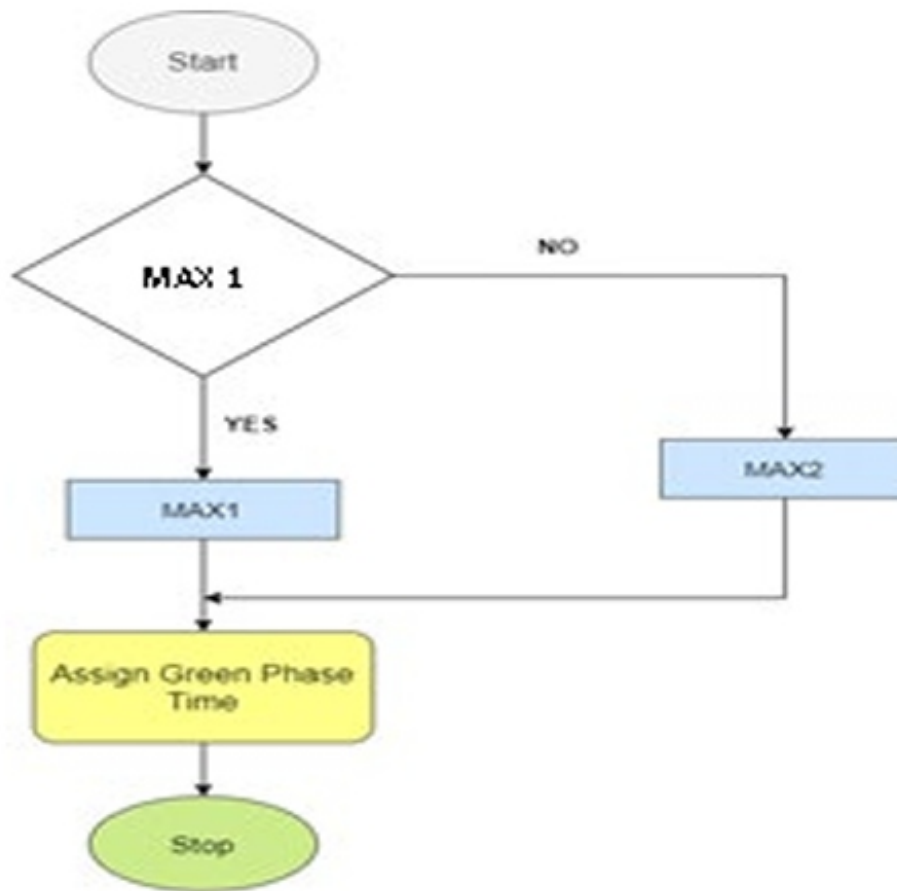 Start
MAX 1
NO
YES
MAX2
MAX1
Assign Green Phase
Time
Stop